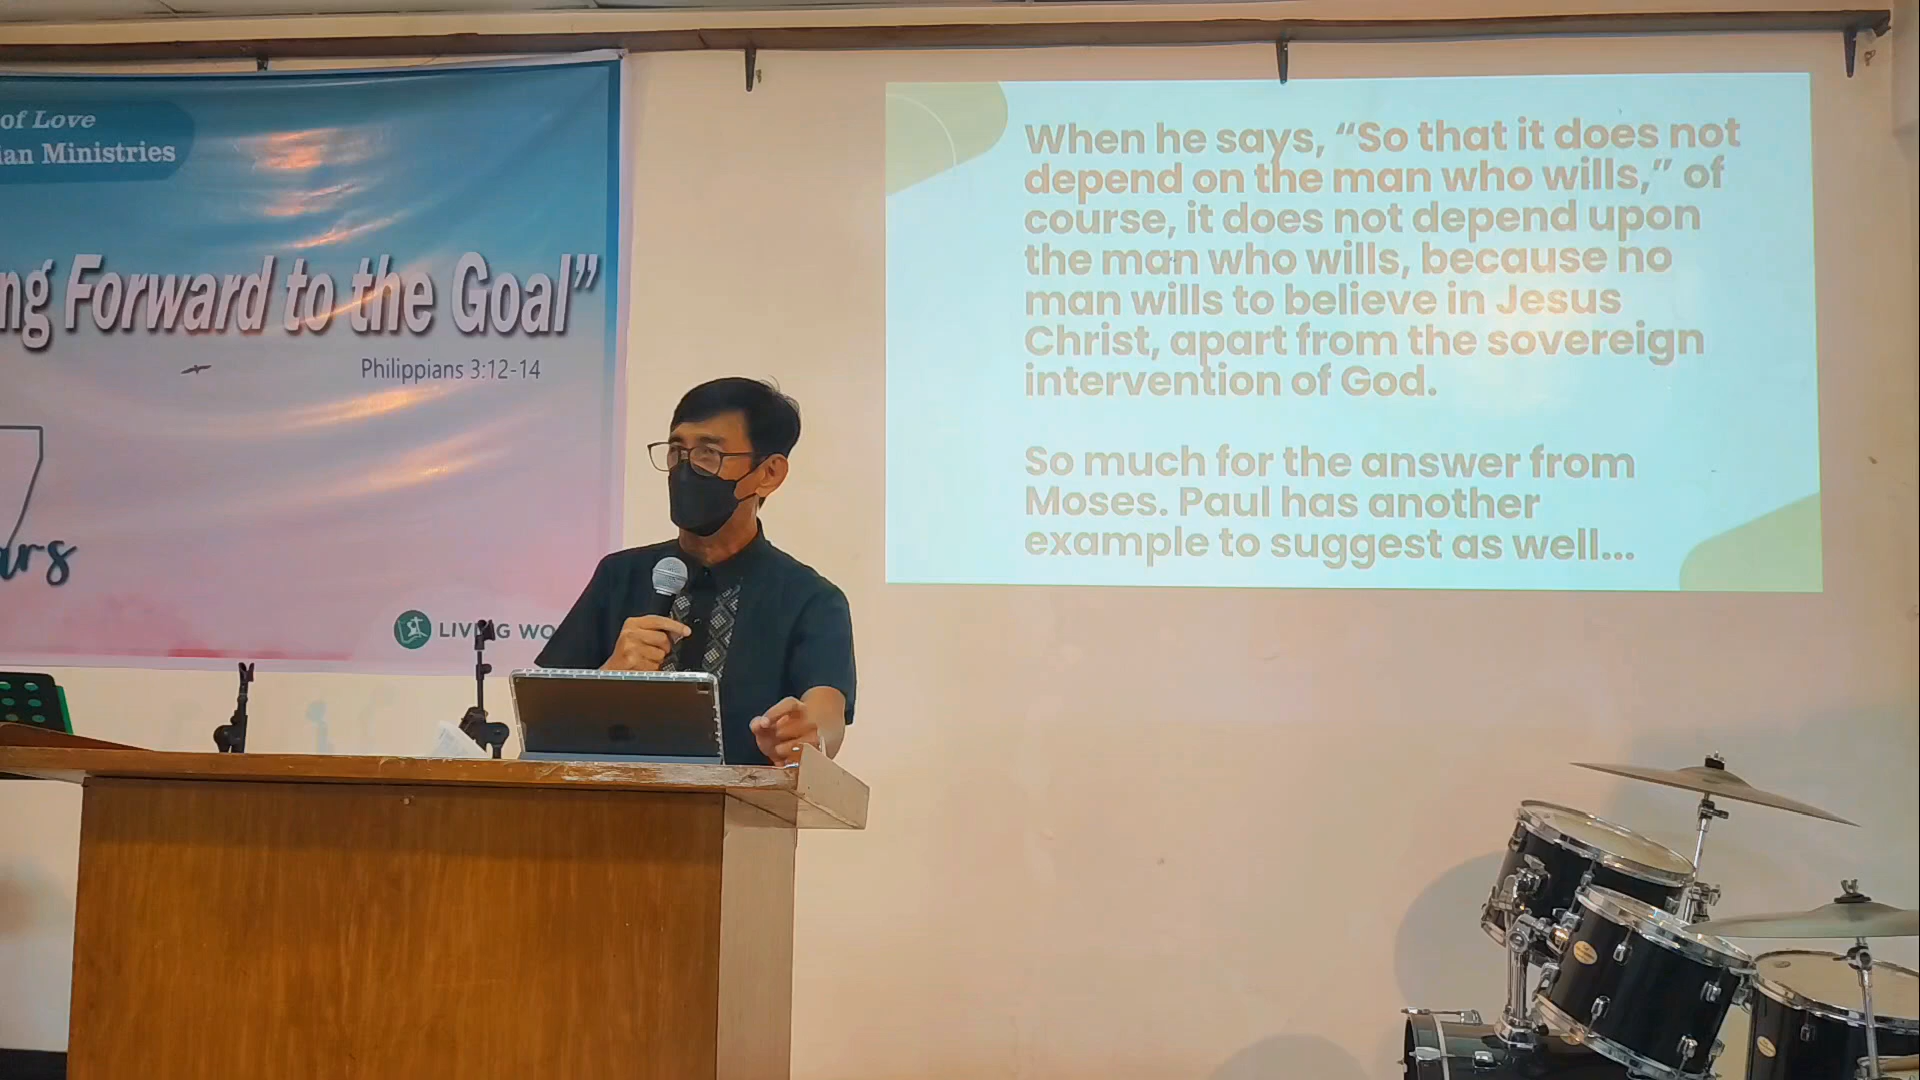 of Love
ian Ministries
ng Forward to the Goal”
Philippians 3:12-14
7
ars
LIVING WO
When he says, “So that it does not
depend on the man who wills,” of
course, it does not depend upon
the man who wills, because no
man wills to believe in Jesus
Christ, apart from the sovereign
intervention of God.
So much for the answer from
Moses. Paul has another
example to suggest as well...